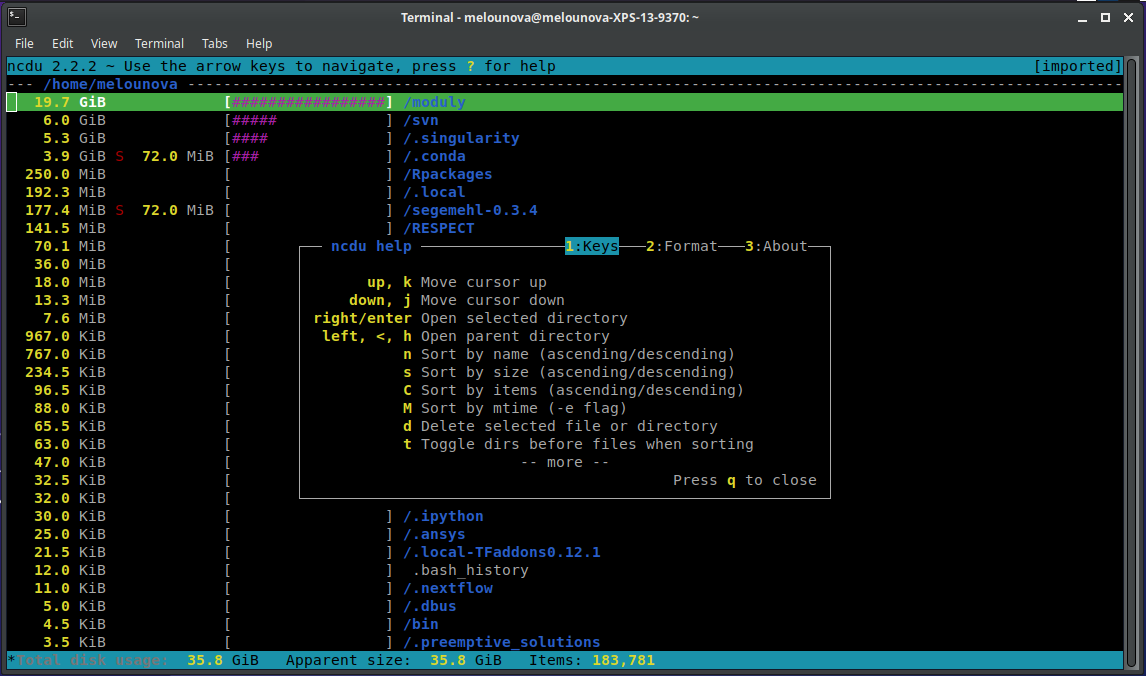 Terminal - melounova@melounova-XPS-13-9370: ~
File Edit View Terminal Tabs Help
ncdu 2.2.2 ~ Use the arrow keys to navigate, press ? for help [imported]
--- /home/melounova ---
19.7 GiB [#################] /moduly
6.0 GiB [##### ] /svn
5.3 GiB [#### ] /.singularity
3.9 GiB S 72.0 MiB [### ] /.conda
250.0 MiB [ ] /Rpackages
192.3 MiB [ ] /.local
177.4 MiB S 72.0 MiB [ ] /segemehl-0.3.4
141.5 MiB [ ] /RESPECT
70.1 MiB [ ncdu help 1:Keys 2:Format 3:About
36.0 MiB [
18.0 MiB [ up, k Move cursor up
13.3 MiB [ down, j Move cursor down
7.6 MiB [ right/enter Open selected directory
967.0 KiB [ left, <, h Open parent directory
767.0 KiB [ n Sort by name (ascending/descending)
234.5 KiB [ s Sort by size (ascending/descending)
96.5 KiB [ C Sort by items (ascending/descending)
88.0 KiB [ M Sort by mtime (-e flag)
65.5 KiB [ d Delete selected file or directory
63.0 KiB [ t Toggle dirs before files when sorting
47.0 KiB [ -- more --
32.5 KiB [ Press q to close
32.0 KiB [
30.0 KiB [ ] /.ipython
25.0 KiB [ ] /.ansys
21.5 KiB [ ] /.local-TFaddons0.12.1
12.0 KiB [ ] .bash_history
11.0 KiB [ ] /.nextflow
5.0 KiB [ ] /.dbus
4.5 KiB [ ] /bin
3.5 KiB [ ] /.preemptive_solutions
*Total disk usage: 35.8 GiB Apparent size: 35.8 GiB Items: 183,781